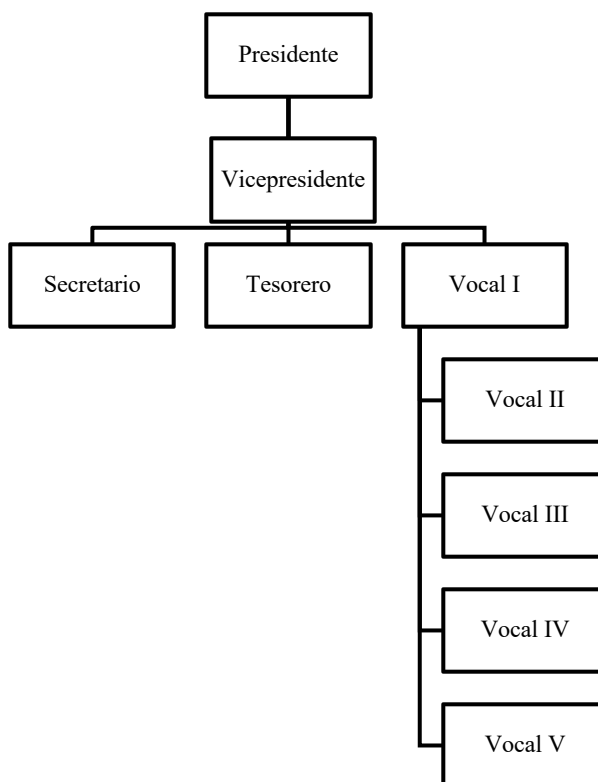 Presidente
Vicepresidente
Secretario
Tesorero
Vocal I
Vocal II
Vocal III
Vocal IV
Vocal V